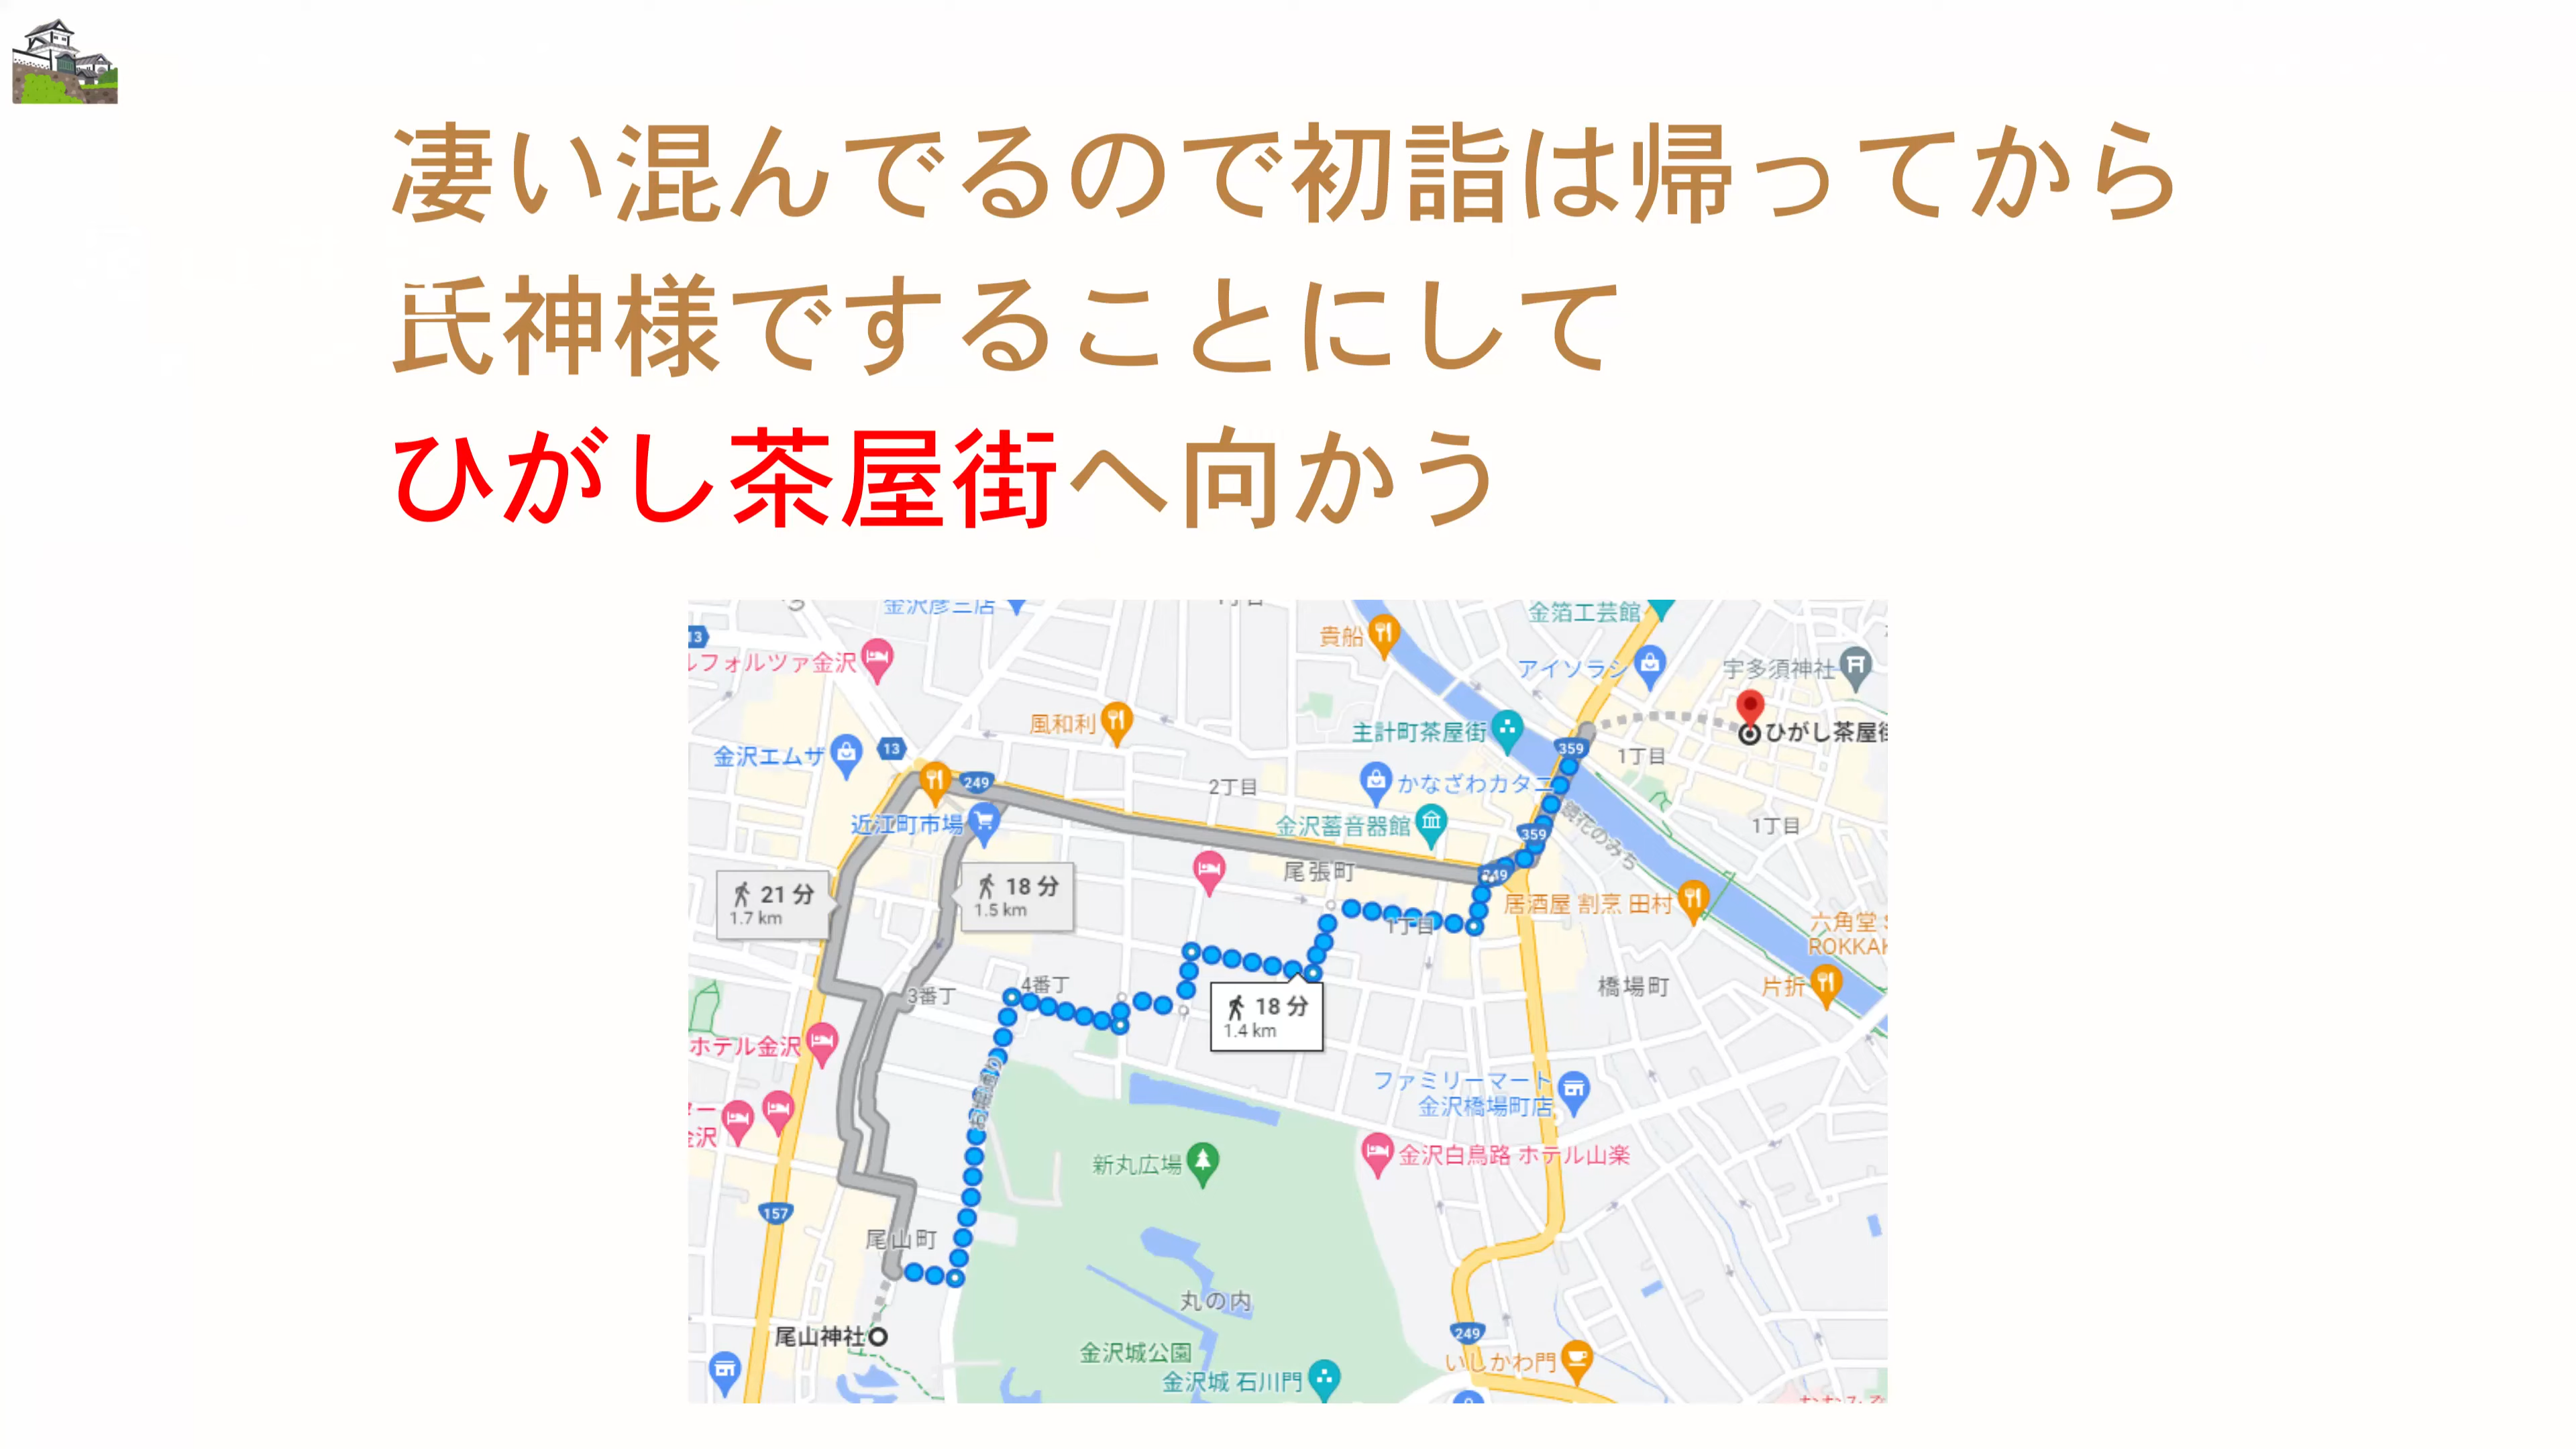 凄い混んでるので初詣は帰ってから
氏神様ですることにして
ひがし茶屋街へ向かう
金沢彦三店
金箔工芸館
貴船
13
ルフォルツァ金沢
アイソラシ
宇多須神社
風和利
主計町茶屋街
ひがし茶屋街
金沢エムザ
13
359
1丁目
249
2丁目
かなざわカタニ
近江町市場
金沢蓄音器館
359
鏡花のみち
1丁目
尾張町
249
21 分
1.7 km
18 分
1.5 km
居酒屋 割烹 田村
1丁目
六角堂 S
ROKKAK
4番丁
3番丁
橋場町
片折
18 分
1.4 km
ホテル金沢
ファミリーマート
金沢橋場町店
金沢
新丸広場
金沢白鳥路 ホテル山楽
157
尾山町
丸の内
尾山神社
249
金沢城公園
いしかわ門
金沢城 石川門